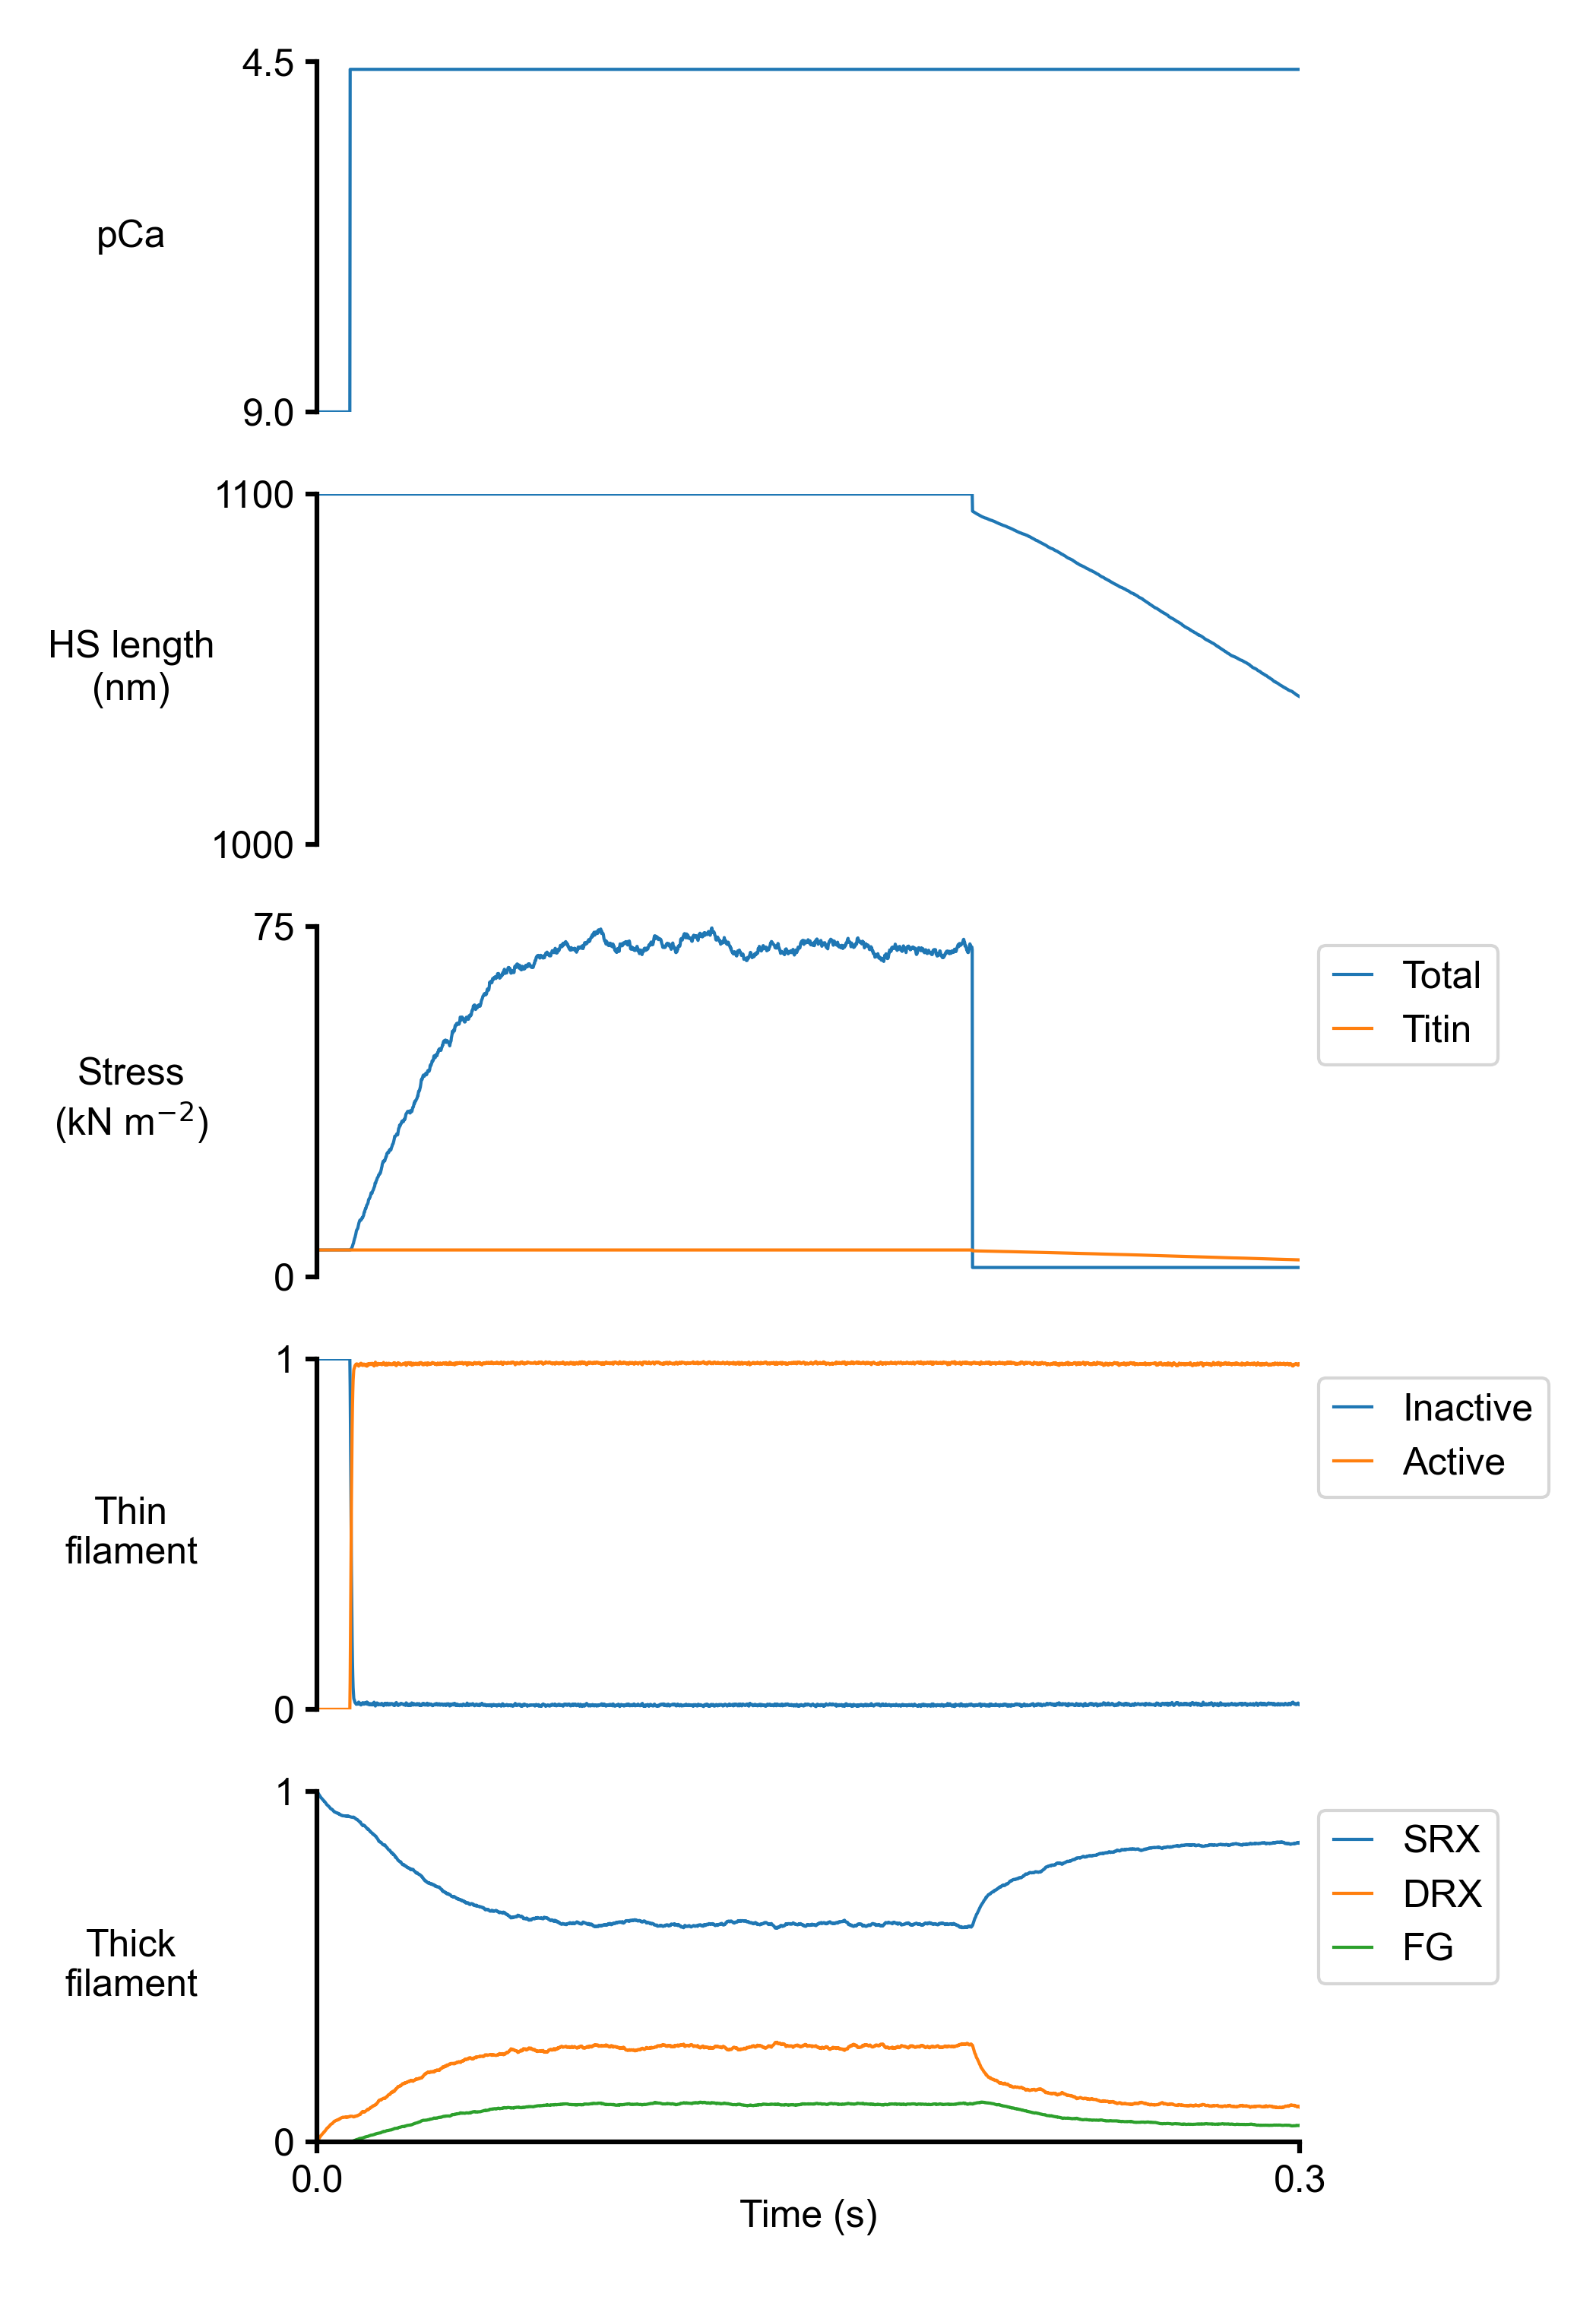 4.5
pCa
9.0
1100
HS length
(nm)
1000
75
Stress
(kN m⁻²)
0
Total
Titin
1
Thin
filament
0
Inactive
Active
1
Thick
filament
0
SRX
DRX
FG
0.0
0.3
Time (s)